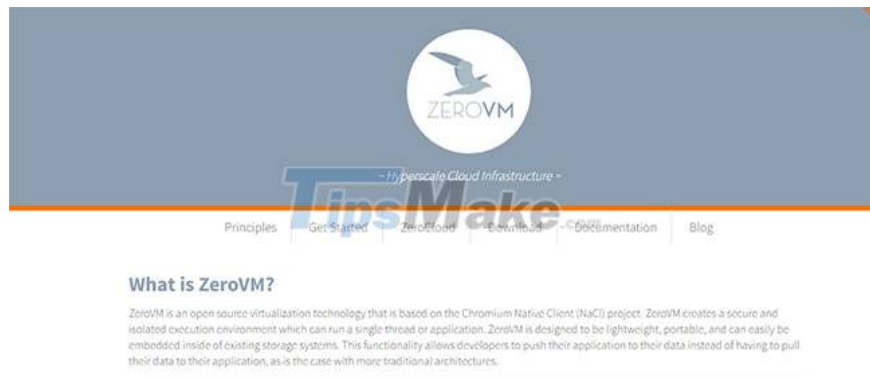 ZEROVM
~ Hyperscale Cloud Infrastructure ~
TipsMake.com
Principles Get Started ZeroCloud Download Documentation Blog
What is ZeroVM?
ZeroVM is an open source virtualization technology that is based on the Chromium Native Client (NaCl) project. ZeroVM creates a secure and
isolated execution environment which can run a single thread or application. ZeroVM is designed to be lightweight, portable, and can easily be
embedded inside of existing storage systems. This functionality allows developers to push their application to their data instead of having to pull
their data to their application, as is the case with more traditional architectures.